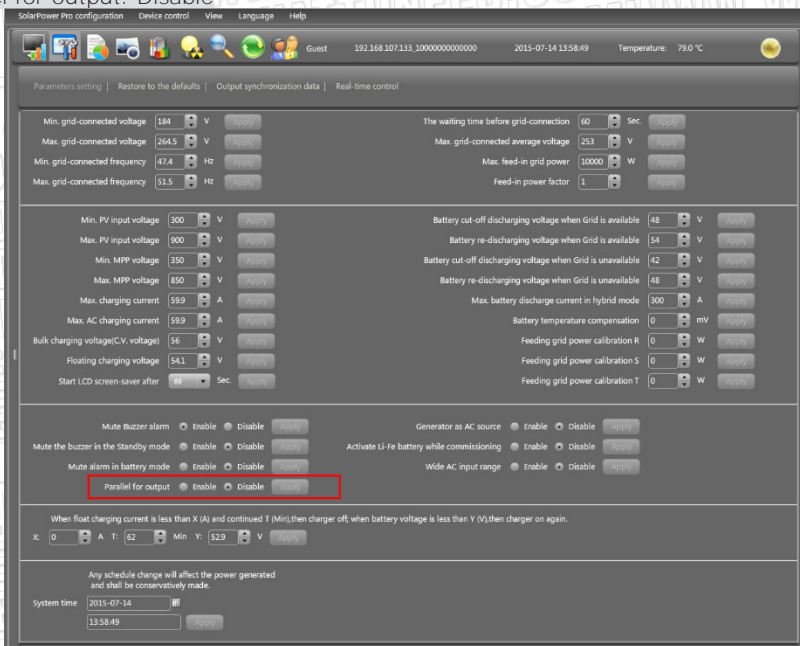 for output: Disable
SolarPower Pro configuration Device control View Language Help
Guest 192.168.107.133_10000000000000 2015-07-14 13:58:49 Temperature: 79.0 ℃
Parameters setting | Restore to the defaults | Output synchronization data | Real-time control
Min. grid-connected voltage 184 V Apply The waiting time before grid-connection 60 Sec. Apply
Max. grid-connected voltage 264.5 V Apply Max. grid-connected average voltage 253 V Apply
Min. grid-connected frequency 47.4 Hz Apply Max. feed-in grid power 10000 W Apply
Max. grid-connected frequency 51.5 Hz Apply Feed-in power factor 1 Apply
Min. PV input voltage 300 V Apply Battery cut-off discharging voltage when Grid is available 48 V Apply
Max. PV input voltage 900 V Apply Battery re-discharging voltage when Grid is available 54 V Apply
Min. MPP voltage 350 V Apply Battery cut-off discharging voltage when Grid is unavailable 42 V Apply
Max. MPP voltage 850 V Apply Battery re-discharging voltage when Grid is unavailable 48 V Apply
Max. charging current 59.9 A Apply Max. battery discharge current in hybrid mode 300 A Apply
Max. AC charging current 59.9 A Apply Battery temperature compensation 0 mV Apply
Bulk charging voltage(C.V. voltage) 56 V Apply Feeding grid power calibration R 0 W Apply
Floating charging voltage 54.1 V Apply Feeding grid power calibration S 0 W Apply
Start LCD screen-saver after 60 Sec. Apply Feeding grid power calibration T 0 W Apply
Mute Buzzer alarm Enable Disable Apply Generator as AC source Enable Disable Apply
Mute the buzzer in the Standby mode Enable Disable Apply Activate Li-Fe battery while commissioning Enable Disable Apply
Mute alarm in battery mode Enable Disable Apply Wide AC input range Enable Disable Apply
Parallel for output Enable Disable Apply
When float charging current is less than X (A) and continued T (Min),then charger off; when battery voltage is less than Y (V),then charger on again.
X: 0 A T: 62 Min Y: 52.9 V Apply
Any schedule change will affect the power generated
and shall be conservatively made.
System time 2015-07-14
13:58:49 Apply